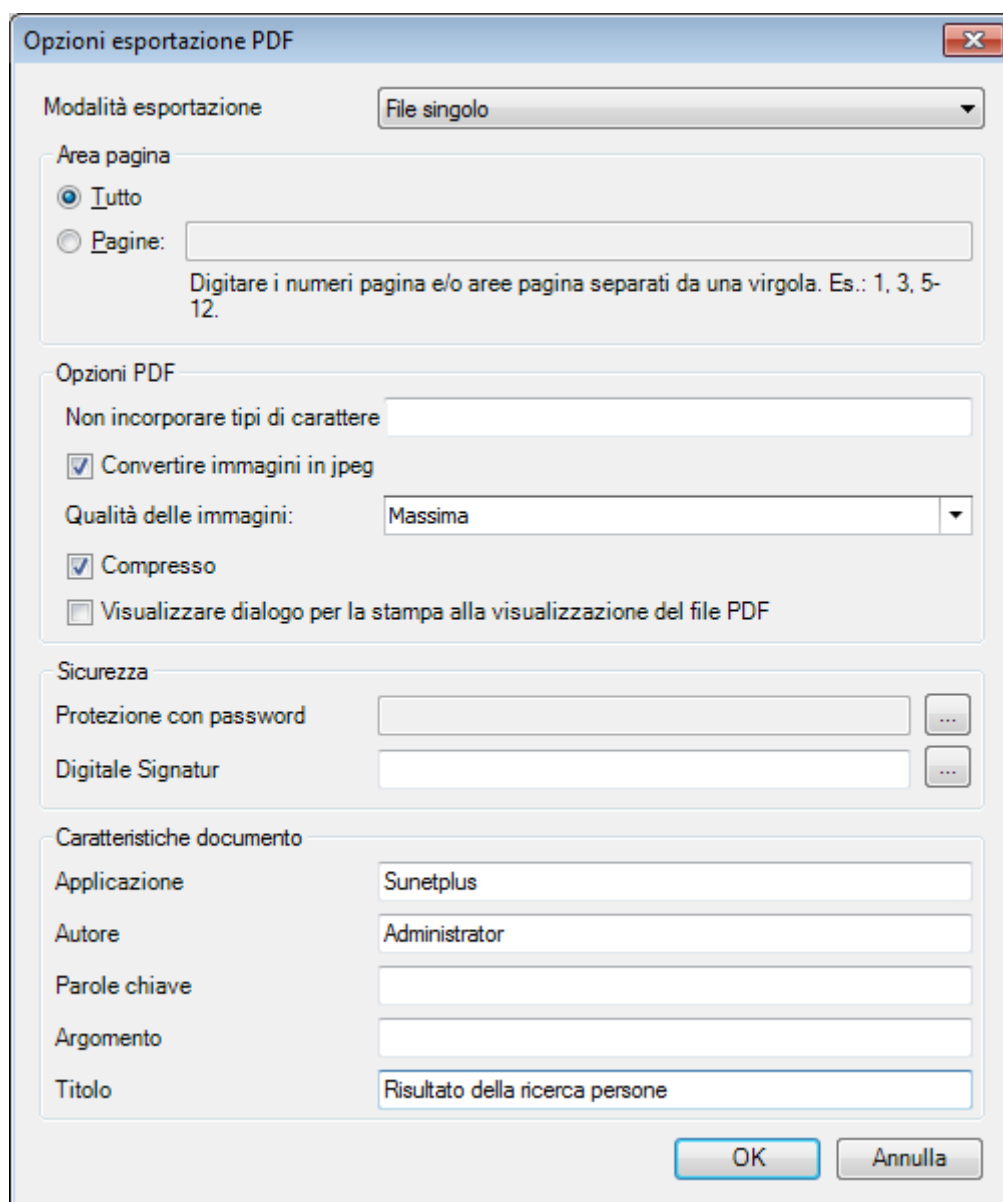 Opzioni esportazione PDF
Modalità esportazione File singolo
Area pagina
Tutto
Pagine:
Digitare i numeri pagina e/o aree pagina separati da una virgola. Es.: 1, 3, 5-
12.
Opzioni PDF
Non incorporare tipi di carattere
Convertire immagini in jpeg
Qualità delle immagini: Massima
Compresso
Visualizzare dialogo per la stampa alla visualizzazione del file PDF
Sicurezza
Protezione con password ...
Digitale Signatur ...
Caratteristiche documento
Applicazione Sunetplus
Autore Administrator
Parole chiave
Argomento
Titolo Risultato della ricerca persone
OK Annulla